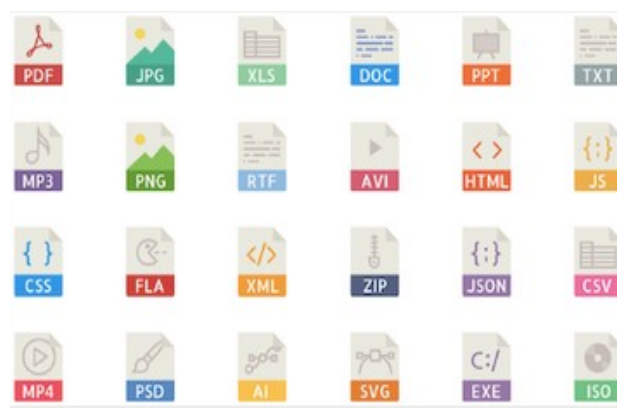 PDF JPG XLS DOC PPT TXT
MP3 PNG RTF AVI HTML JS
{ } CSS FLA </> XML ZIP {;} JSON CSV
MP4 PSD AI SVG C:/ EXE ISO